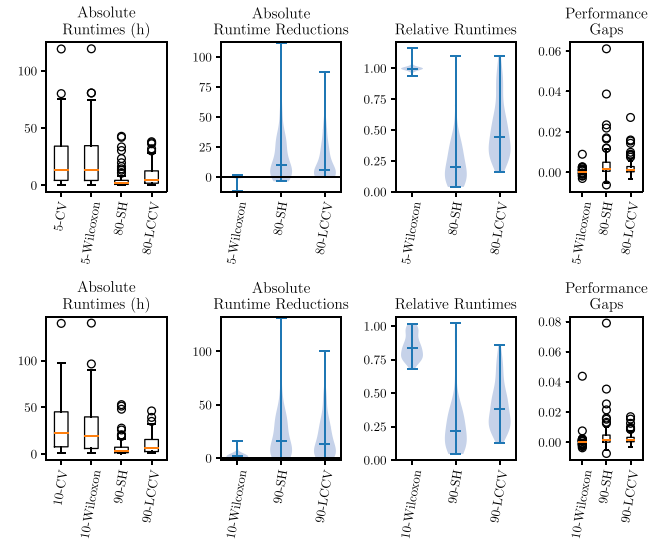 Absolute
Runtimes (h)
Absolute
Runtime Reductions
Relative Runtimes
Performance
Gaps
100
50
0
5-CV
5-Wilcoxon
80-SH
80-LCCV
100
75
50
25
0
5-Wilcoxon
80-SH
80-LCCV
1.00
0.75
0.50
0.25
0.00
5-Wilcoxon
80-SH
80-LCCV
0.06
0.04
0.02
0.00
5-Wilcoxon
80-SH
80-LCCV
Absolute
Runtimes (h)
Absolute
Runtime Reductions
Relative Runtimes
Performance
Gaps
100
50
0
10-CV
10-Wilcoxon
90-SH
90-LCCV
100
50
0
10-Wilcoxon
90-SH
90-LCCV
1.00
0.75
0.50
0.25
0.00
10-Wilcoxon
90-SH
90-LCCV
0.08
0.06
0.04
0.02
0.00
10-Wilcoxon
90-SH
90-LCCV